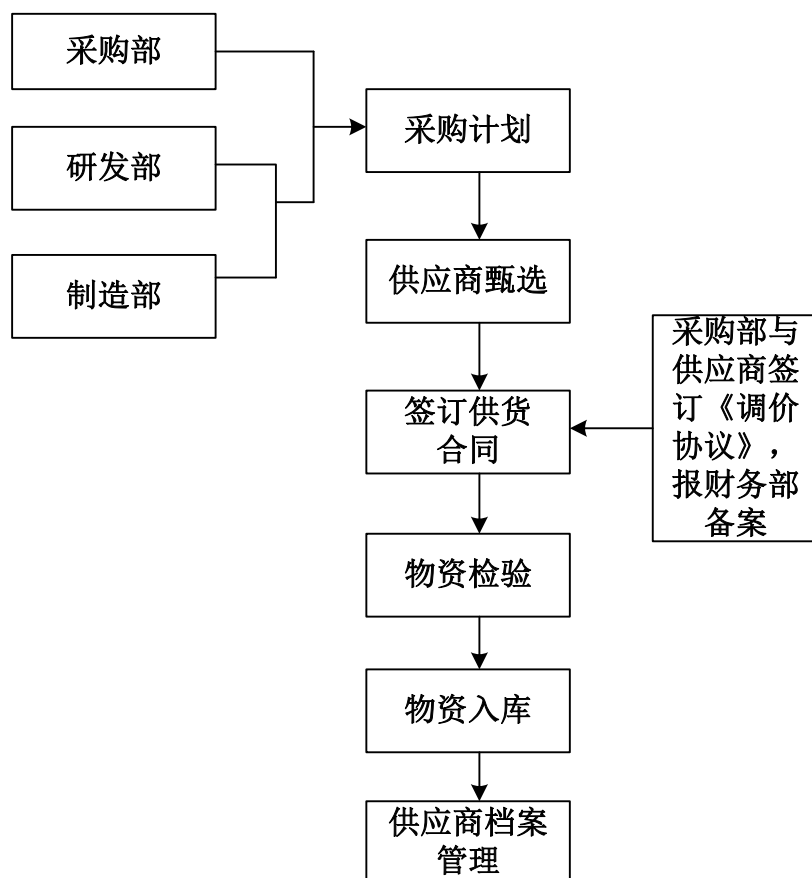 采购部
采购计划
研发部
制造部
供应商甄选
采购部与
供应商签
订《调价
协议》，
报财务部
备案
签订供货
合同
物资检验
物资入库
供应商档案
管理